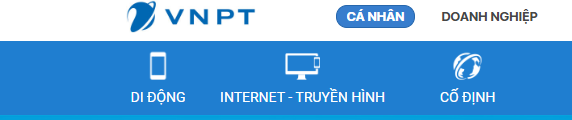 VNPT CÁ NHÂN DOANH NGHIỆP
DI ĐỘNG INTERNET - TRUYỀN HÌNH CỐ ĐỊNH